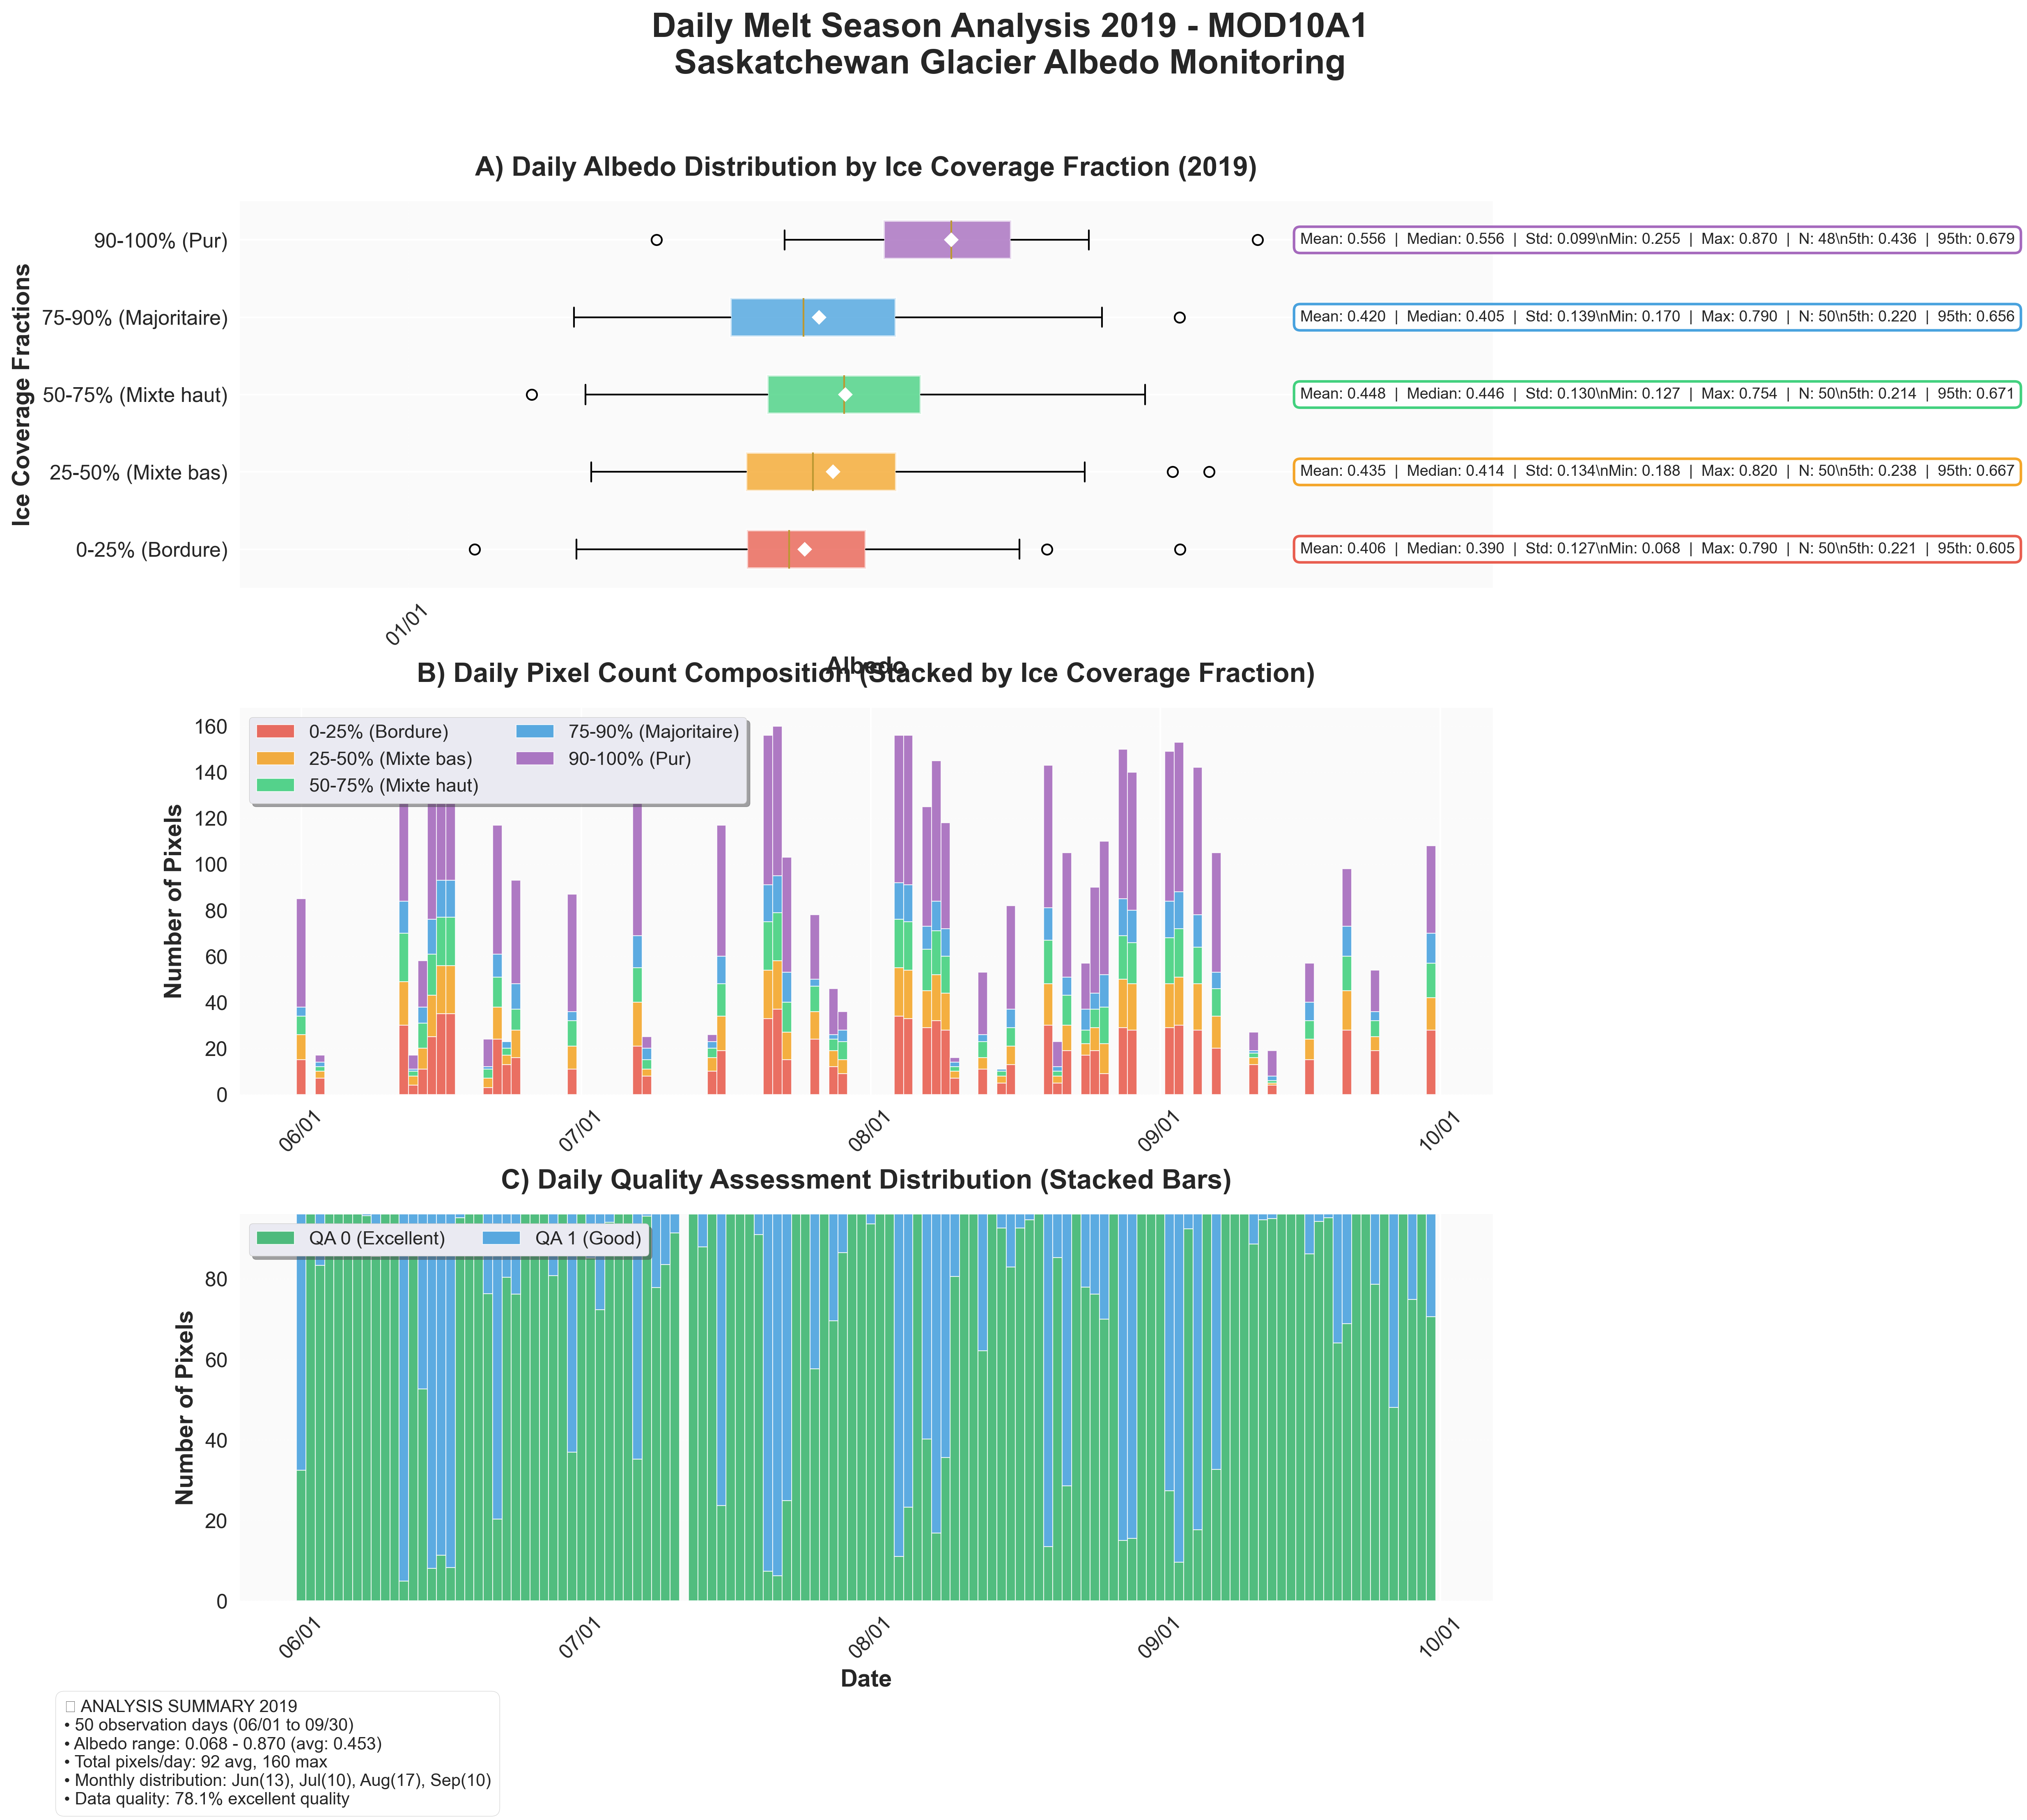 Daily Melt Season Analysis 2019 - MOD10A1
Saskatchewan Glacier Albedo Monitoring
A) Daily Albedo Distribution by Ice Coverage Fraction (2019)
Ice Coverage Fractions
90-100% (Pur)
Mean: 0.556 | Median: 0.556 | Std: 0.099\nMin: 0.255 | Max: 0.870 | N: 48\n5th: 0.436 | 95th: 0.679
75-90% (Majoritaire)
Mean: 0.420 | Median: 0.405 | Std: 0.139\nMin: 0.170 | Max: 0.790 | N: 50\n5th: 0.220 | 95th: 0.656
50-75% (Mixte haut)
Mean: 0.448 | Median: 0.446 | Std: 0.130\nMin: 0.127 | Max: 0.754 | N: 50\n5th: 0.214 | 95th: 0.671
25-50% (Mixte bas)
Mean: 0.435 | Median: 0.414 | Std: 0.134\nMin: 0.188 | Max: 0.820 | N: 50\n5th: 0.238 | 95th: 0.667
0-25% (Bordure)
Mean: 0.406 | Median: 0.390 | Std: 0.127\nMin: 0.068 | Max: 0.790 | N: 50\n5th: 0.221 | 95th: 0.605
01/01
Albedo
B) Daily Pixel Count Composition (Stacked by Ice Coverage Fraction)
Number of Pixels
0-25% (Bordure)
25-50% (Mixte bas)
50-75% (Mixte haut)
75-90% (Majoritaire)
90-100% (Pur)
160
140
120
100
80
60
40
20
0
06/01
07/01
08/01
09/01
10/01
C) Daily Quality Assessment Distribution (Stacked Bars)
Number of Pixels
QA 0 (Excellent)
QA 1 (Good)
80
60
40
20
0
06/01
07/01
08/01
09/01
10/01
Date
ANALYSIS SUMMARY 2019
• 50 observation days (06/01 to 09/30)
• Albedo range: 0.068 - 0.870 (avg: 0.453)
• Total pixels/day: 92 avg, 160 max
• Monthly distribution: Jun(13), Jul(10), Aug(17), Sep(10)
• Data quality: 78.1% excellent quality